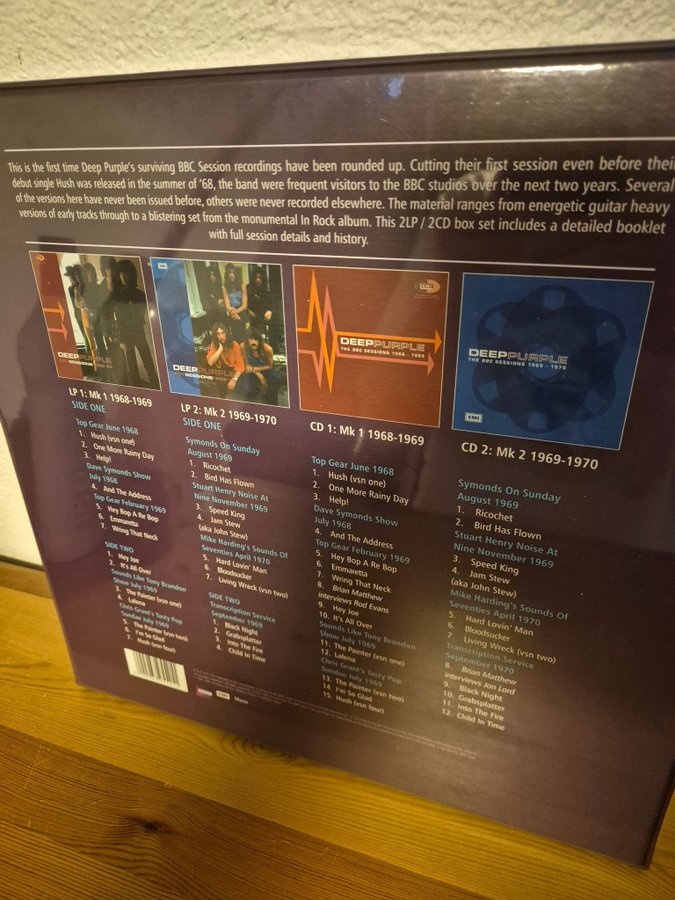 This is the first time Deep Purple's surviving BBC Session recordings have been rounded up. Cutting their first session even before their
debut single Hush was released in the summer of '68, the band were frequent visitors to the BBC studios over the next two years. Several
of the versions here have never been issued before, others were never recorded elsewhere. The material ranges from energetic guitar heavy
versions of early tracks through to a blistering set from the monumental In Rock album. This 2LP / 2CD box set includes a detailed booklet
with full session details and history.
DEEPPURPLE
EMI
DEEPPURPLE
SESSIONS
EMI
DEEPPURPLE
THE BBC SESSIONS 1968 - 1969
DEEPPURPLE
THE BBC SESSIONS 1969 - 1970
EMI
LP 1: Mk 1 1968-1969
SIDE ONE
Top Gear June 1968
1. Hush (vsn one)
2. One More Rainy Day
3. Help!
Dave Symonds Show
July 1968
4. And The Address
Top Gear February 1969
5. Hey Bop A Re Bop
6. Emmaretta
7. Wring That Neck
SIDE TWO
1. Hey Joe
2. It's All Over
Sounds Like Tony Brandon
Show July 1969
3. The Painter (vsn one)
4. Lalena
Chris Grant's Tasty Pop
Sundae July 1969
5. The Painter (vsn two)
6. I'm So Glad
7. Hush (vsn four)
LP 2: Mk 2 1969-1970
SIDE ONE
Symonds On Sunday
August 1969
1. Ricochet
2. Bird Has Flown
Stuart Henry Noise At
Nine November 1969
3. Speed King
4. Jam Stew
(aka John Stew)
Mike Harding's Sounds Of
Seventies April 1970
5. Hard Lovin' Man
6. Bloodsucker
7. Living Wreck (vsn two)
SIDE TWO
Transcription Service
September 1969
1. Black Night
2. Grabsplatter
3. Into The Fire
4. Child In Time
CD 1: Mk 1 1968-1969
Top Gear June 1968
1. Hush (vsn one)
2. One More Rainy Day
3. Help!
Dave Symonds Show
July 1968
4. And The Address
Top Gear February 1969
5. Hey Bop A Re Bop
6. Emmaretta
7. Wring That Neck
8. Brian Matthew
interviews Rod Evans
9. Hey Joe
10. It's All Over
Sounds Like Tony Brandon
Show July 1969
11. The Painter (vsn one)
12. Lalena
Chris Grant's Tasty Pop
Sundae July 1969
13. The Painter (vsn two)
14. I'm So Glad
15. Hush (vsn four)
CD 2: Mk 2 1969-1970
Symonds On Sunday
August 1969
1. Ricochet
2. Bird Has Flown
Stuart Henry Noise At
Nine November 1969
3. Speed King
4. Jam Stew
(aka John Stew)
Mike Harding's Sounds Of
Seventies April 1970
5. Hard Lovin' Man
6. Bloodsucker
7. Living Wreck (vsn two)
Transcription Service
September 1970
8. Brian Matthew
interviews Jon Lord
9. Black Night
10. Grabsplatter
11. Into The Fire
12. Child In Time
EMI